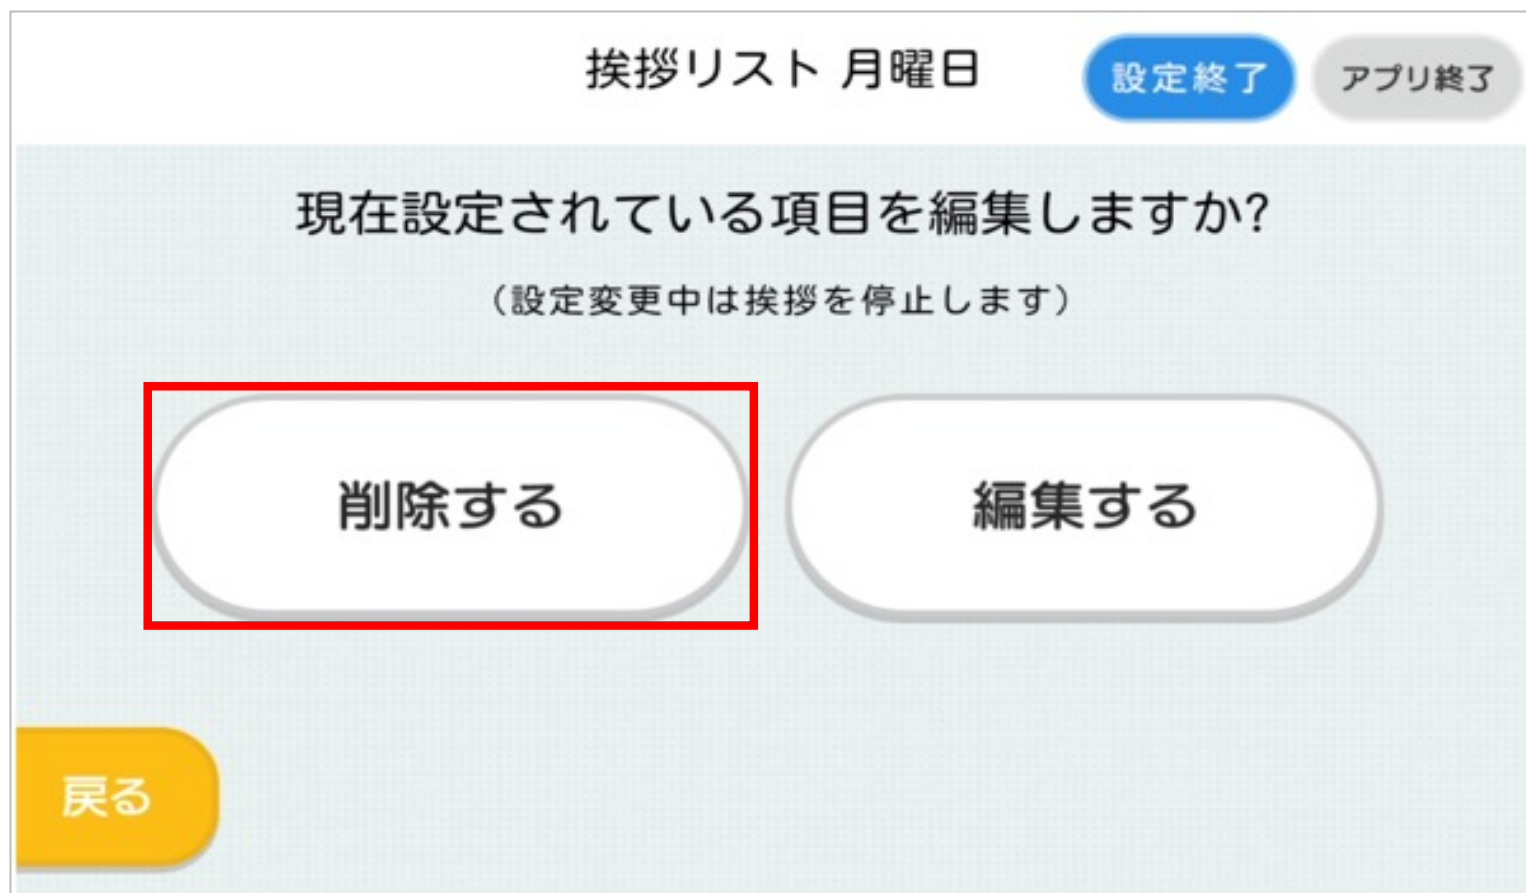 挨拶リスト 月曜日
設定終了
アプリ終了
現在設定されている項目を編集しますか?
（設定変更中は挨拶を停止します）
削除する
編集する
戻る